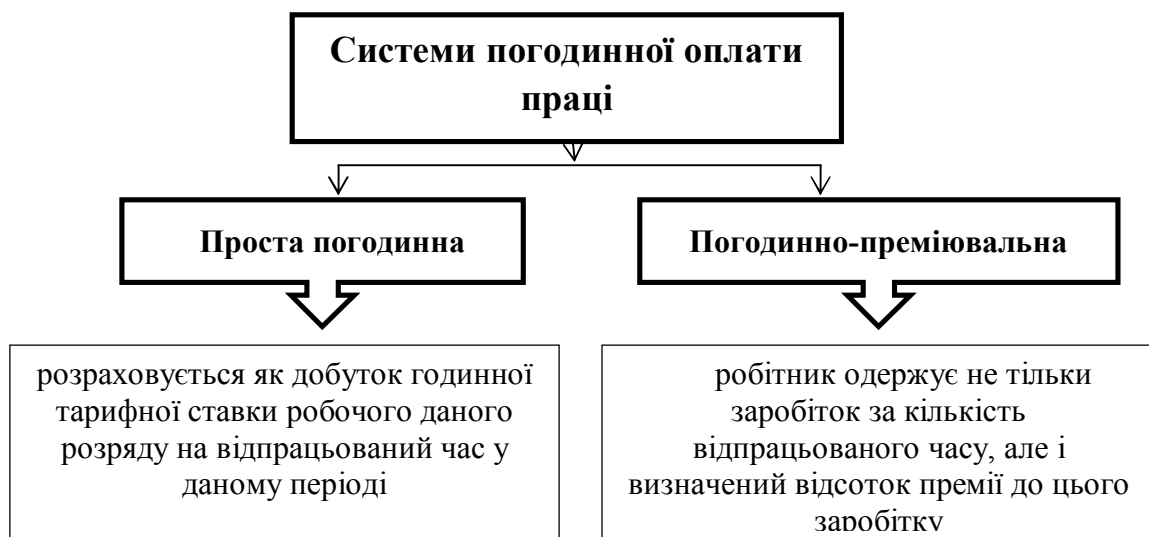 Системи погодинної оплати
праці
Проста погодинна
Погодинно-преміювальна
розраховується як добуток годинної
тарифної ставки робочого даного
розряду на відпрацьований час у
даному періоді
робітник одержує не тільки
заробіток за кількість
відпрацьованого часу, але і
визначений відсоток премії до цього
заробітку